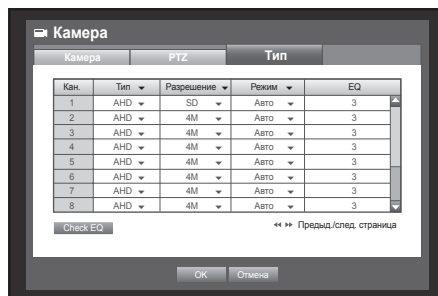 Камера
Камера PTZ Тип
Кан. Тип Разрешение Режим EQ
1 AHD SD Авто 3
2 AHD 4M Авто 3
3 AHD 4M Авто 3
4 AHD 4M Авто 3
5 AHD 4M Авто 3
6 AHD 4M Авто 3
7 AHD 4M Авто 3
8 AHD 4M Авто 3
Check EQ Предыд./след. страница
OK Отмена